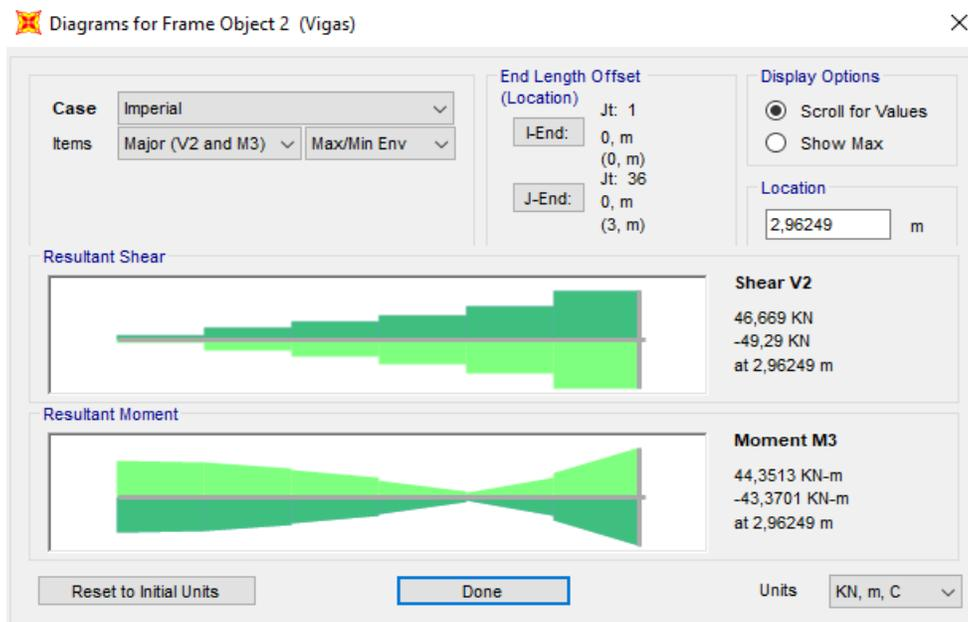 Diagrams for Frame Object 2 (Vigas)
Case Imperial
Items Major (V2 and M3) Max/Min Env
End Length Offset
(Location)
I-End:
Jt: 1
0, m
(0, m)
J-End:
Jt: 36
0, m
(3, m)
Display Options
Scroll for Values
Show Max
Location
2,96249 m
Resultant Shear
Shear V2
46,669 KN
-49,29 KN
at 2,96249 m
Resultant Moment
Moment M3
44,3513 KN-m
-43,3701 KN-m
at 2,96249 m
Reset to Initial Units Done Units KN, m, C